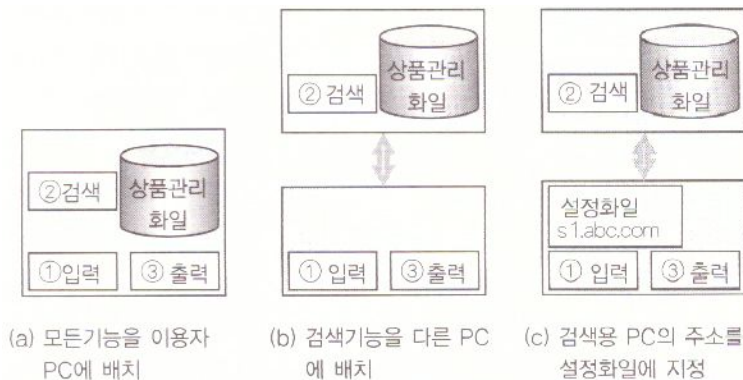 ②검색
상품관리
화일
①입력
③ 출력
(a) 모든기능을 이용자
PC에 배치
② 검색
상품관리
화일
① 입력
③ 출력
(b) 검색기능을 다른 PC
에 배치
② 검색
상품관리
화일
설정화일
s1.abc.com
① 입력
③ 출력
(c) 검색용 PC의 주소를
설정화일에 지정